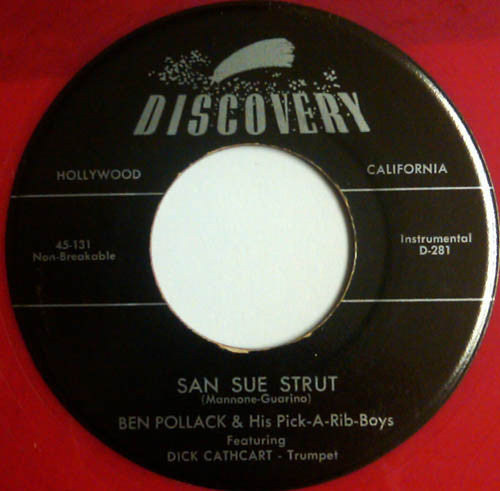 DISCOVERY
HOLLYWOOD
CALIFORNIA
45-131
Non-Breakable
Instrumental
D-281
SAN SUE STRUT
(Mannone-Guarino)
BEN POLLACK & His Pick-A-Rib-Boys
Featuring
DICK CATHCART - Trumpet